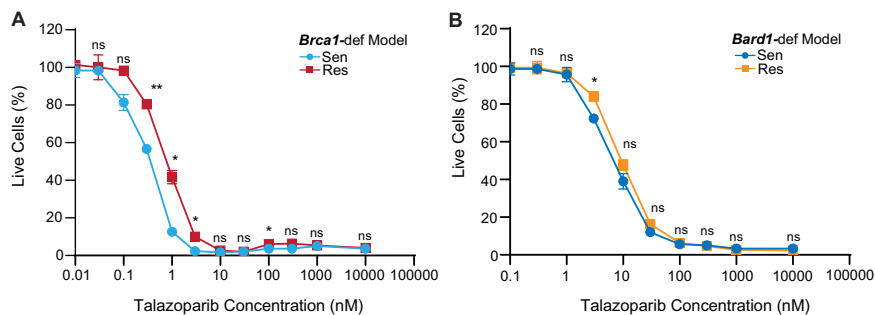 A
Brca1-def Model
Sen
Res
120
100
80
60
40
20
0
Live Cells (%)
ns
ns
**
*
*
ns
ns
*
ns
ns
ns
0.01
0.1
1
10
100
1000
10000
100000
Talazoparib Concentration (nM)
B
Bard1-def Model
Sen
Res
120
100
80
60
40
20
0
Live Cells (%)
ns
ns
*
ns
ns
ns
ns
ns
ns
0.1
1
10
100
1000
10000
100000
Talazoparib Concentration (nM)